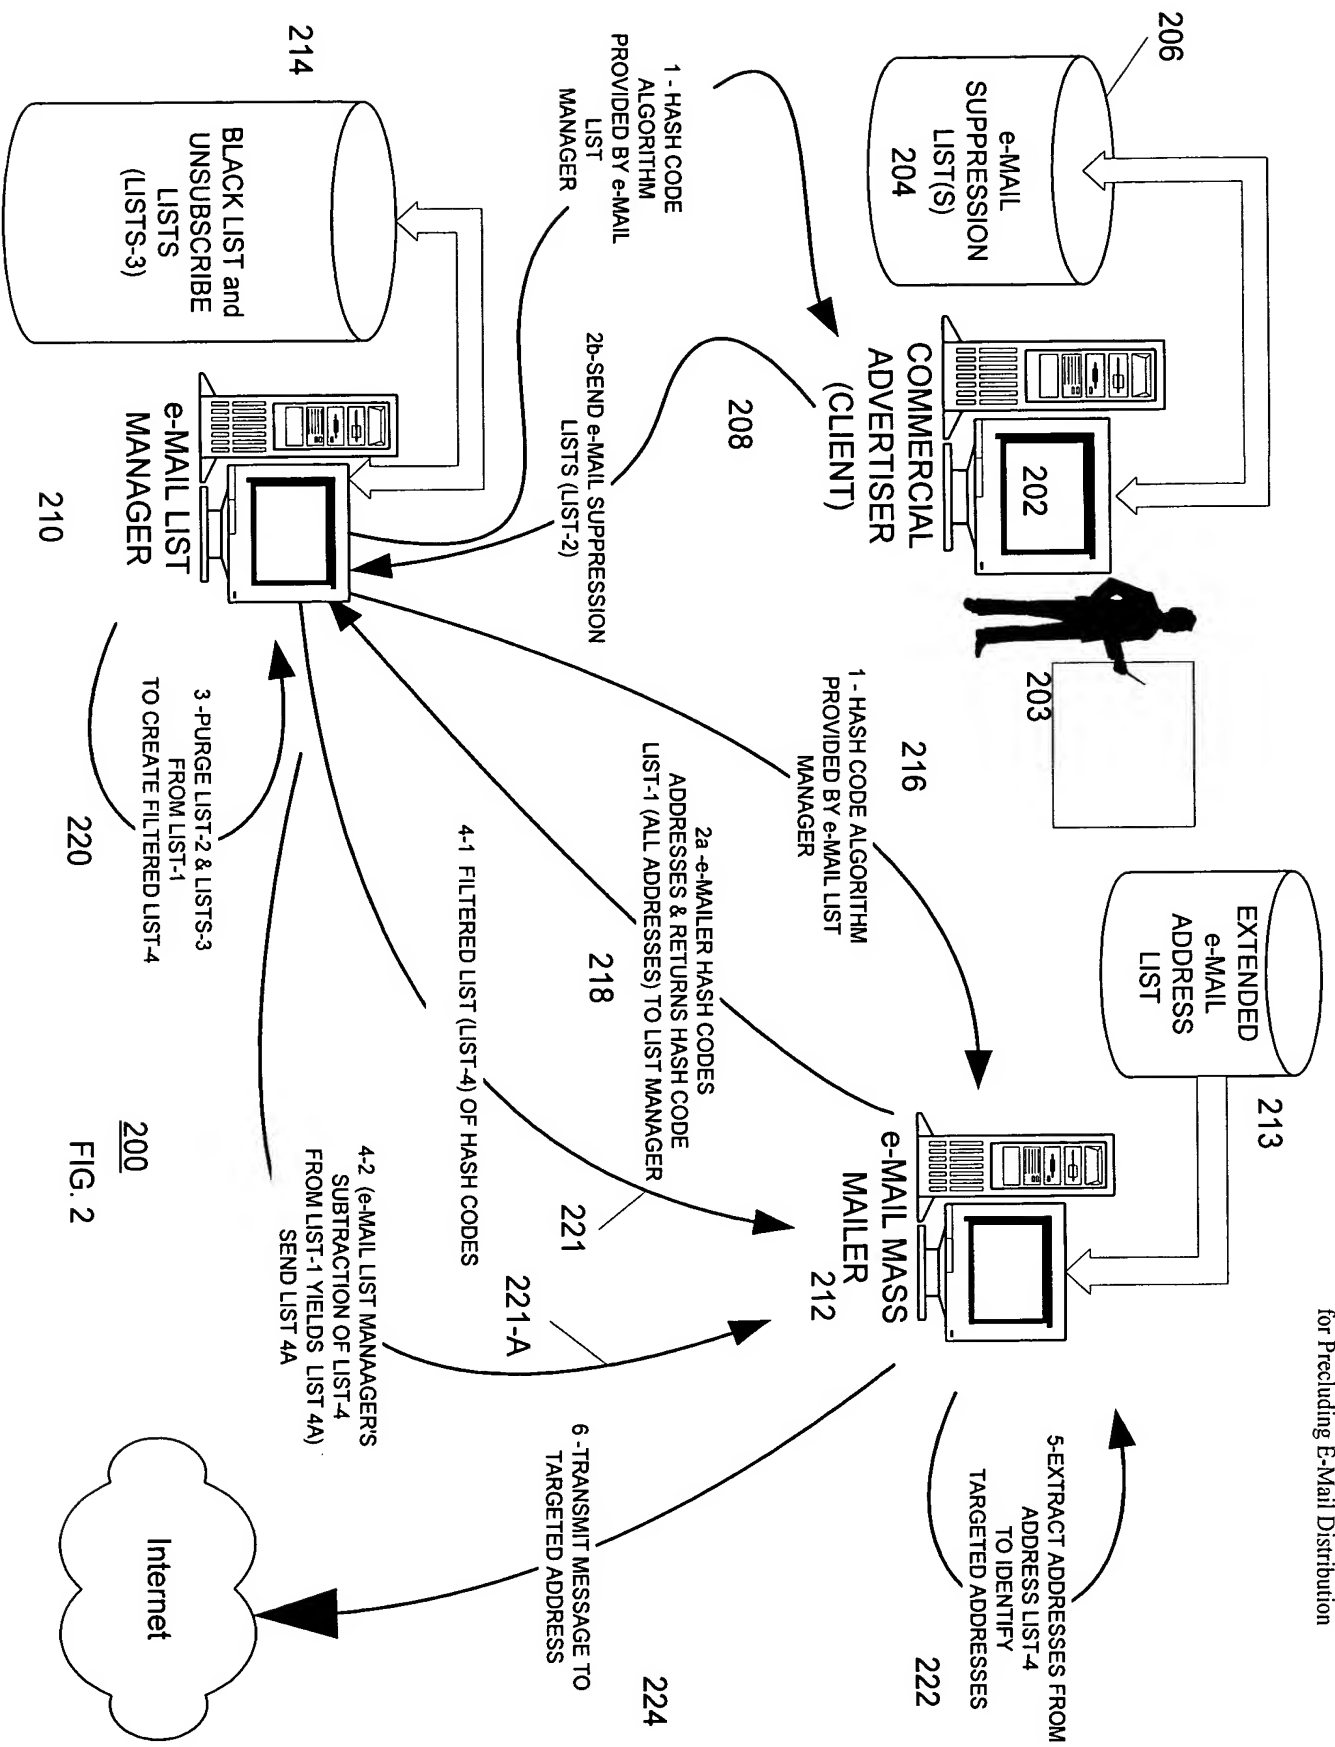 for Precluding E-Mail Distribution
206
e-MAIL
SUPPRESSION
LIST(S)
204
202
203
COMMERCIAL
ADVERTISER
(CLIENT)
208
1 - HASH CODE
ALGORITHM
PROVIDED BY e-MAIL
LIST
MANAGER
2b-SEND e-MAIL SUPPRESSION
LISTS (LIST-2)
214
BLACK LIST and
UNSUBSCRIBE
LISTS
(LISTS-3)
e-MAIL LIST
MANAGER
210
EXTENDED
e-MAIL
ADDRESS
LIST
213
216
1 - HASH CODE ALGORITHM
PROVIDED BY e-MAIL LIST
MANAGER
e-MAIL MASS
MAILER
212
2a -e-MAILER HASH CODES
ADDRESSES & RETURNS HASH CODE
LIST-1 (ALL ADDRESSES) TO LIST MANAGER
218
4-1 FILTERED LIST (LIST-4) OF HASH CODES
221
3 -PURGE LIST-2 & LISTS-3
FROM LIST-1
TO CREATE FILTERED LIST-4
220
221-A
4-2 (e-MAIL LIST MANAAGER'S
SUBTRACTION OF LIST-4
FROM LIST-1 YIELDS LIST 4A)
SEND LIST 4A
5-EXTRACT ADDRESSES FROM
ADDRESS LIST-4
TO IDENTIFY
TARGETED ADDRESSES
222
6 -TRANSMIT MESSAGE TO
TARGETED ADDRESS
224
Internet
200
FIG. 2